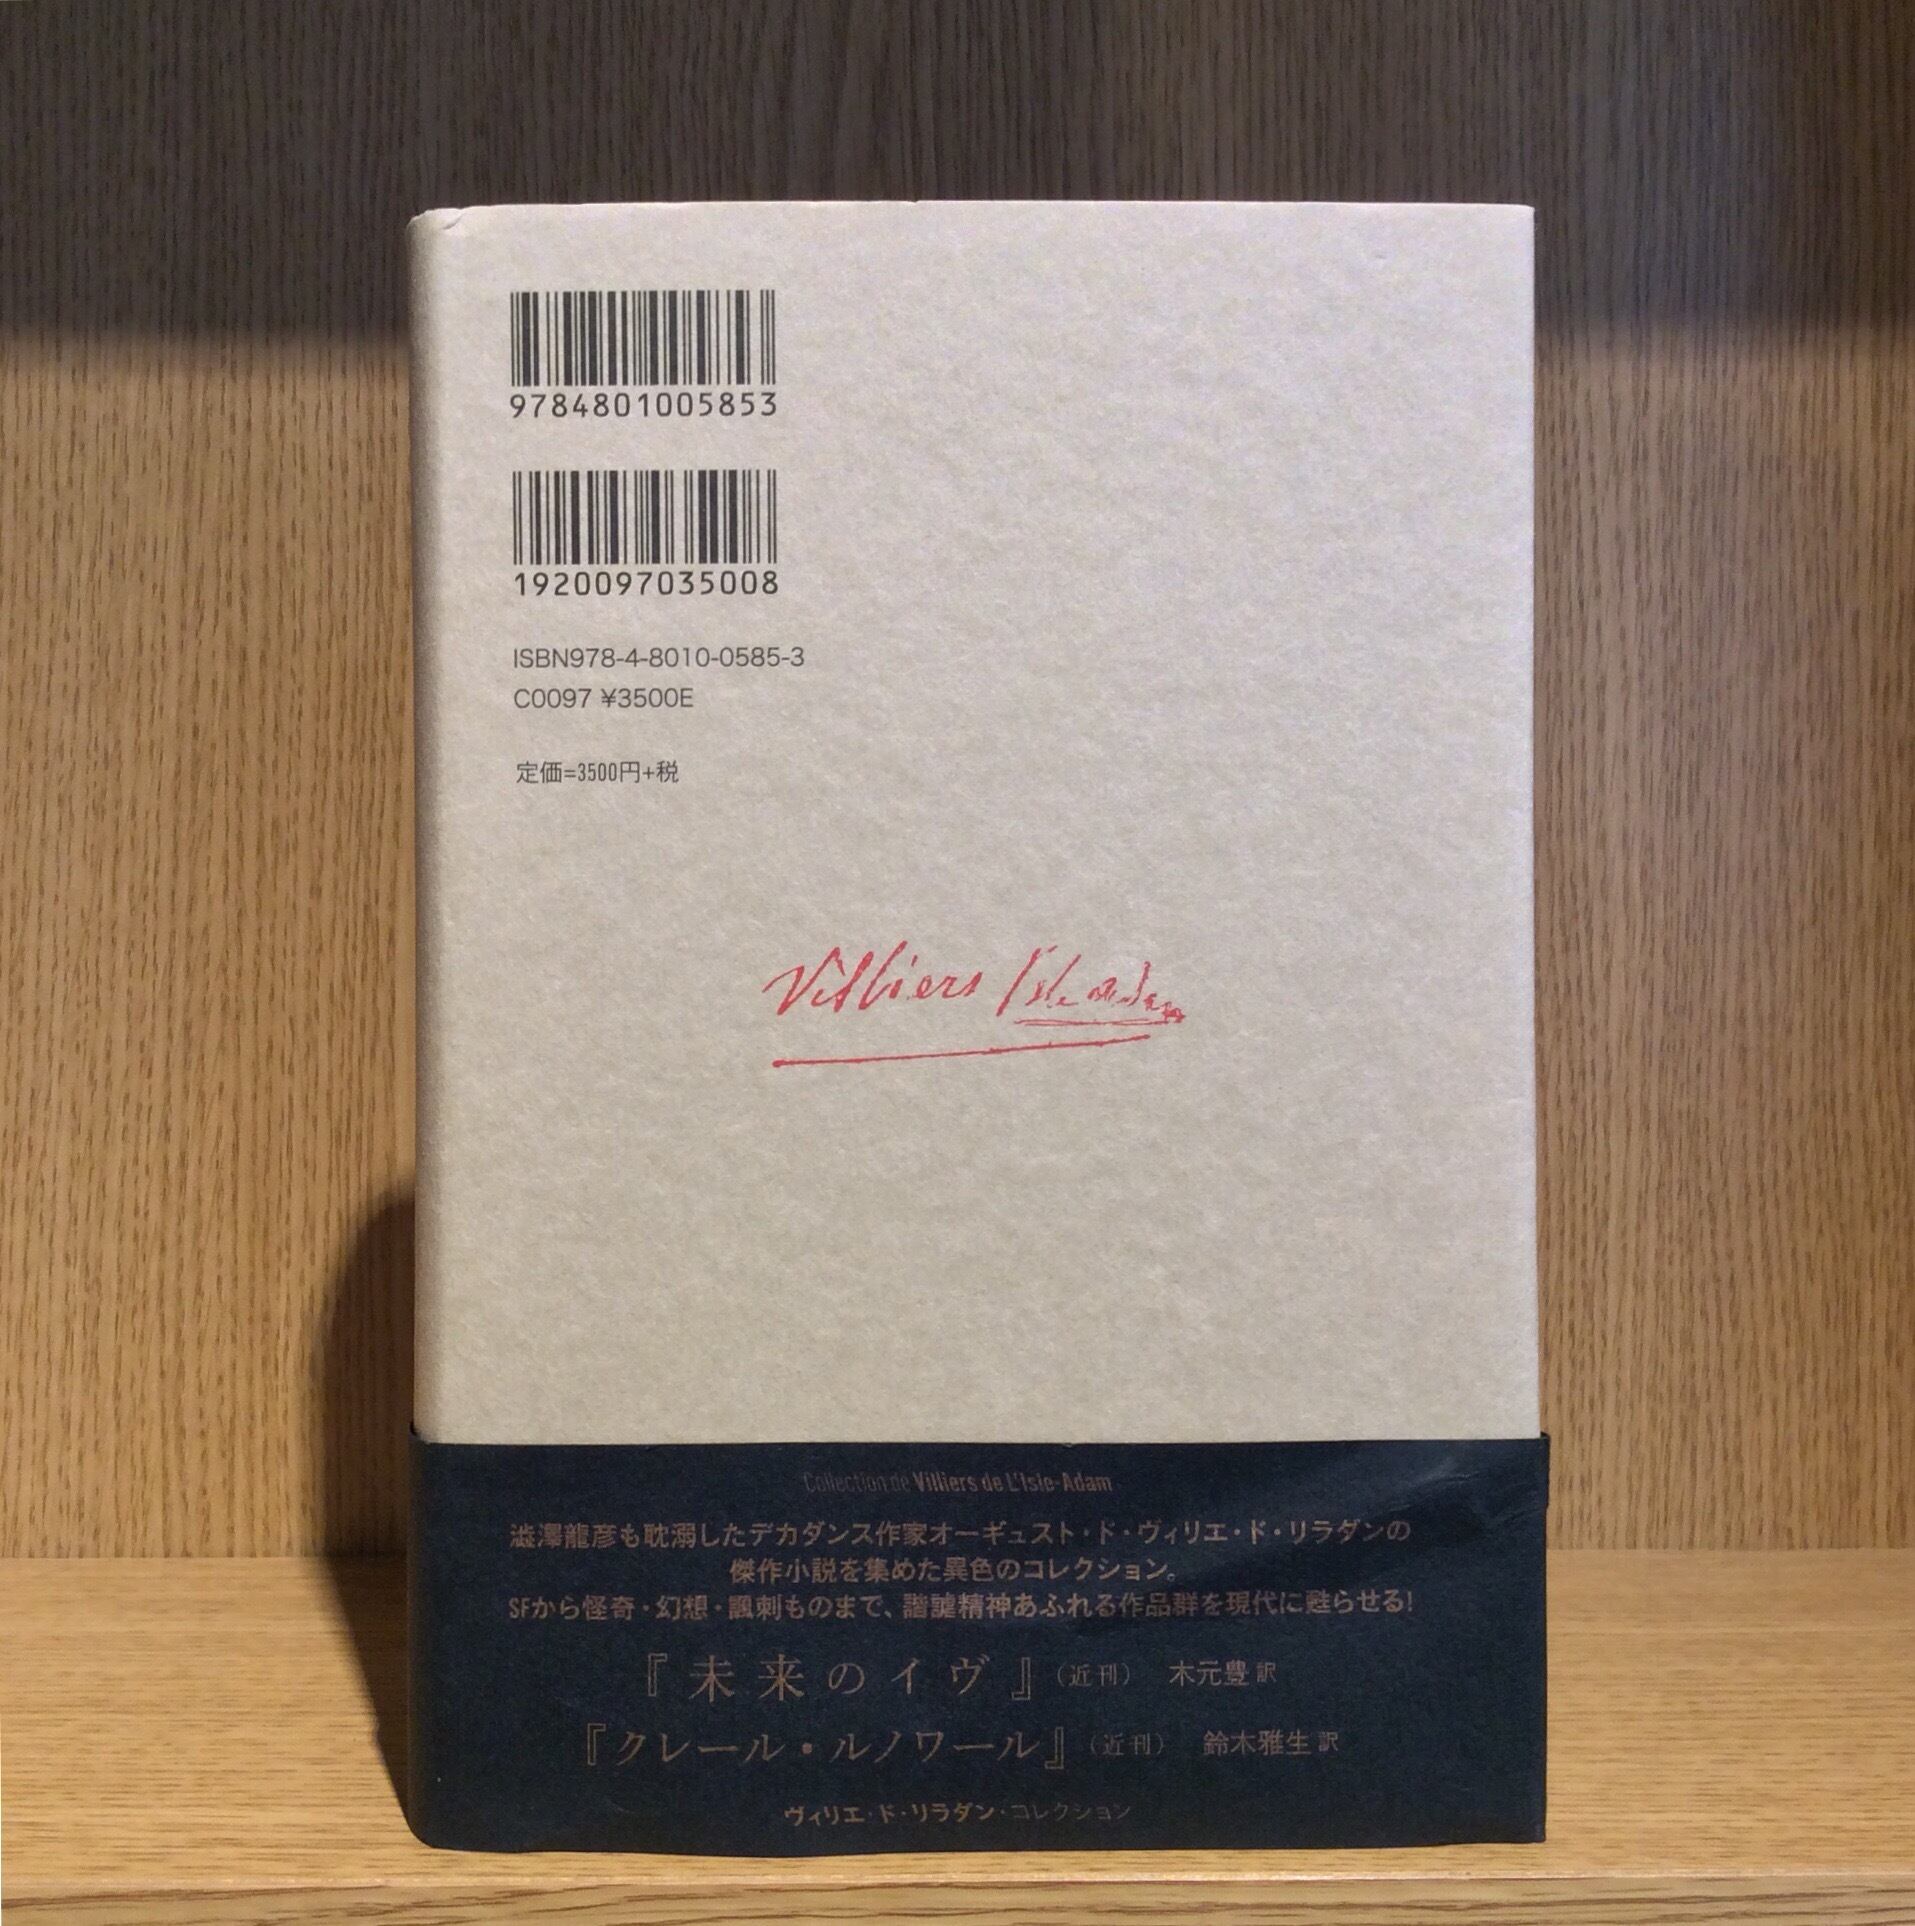 9784801005853
1920097035008
ISBN978-4-8010-0585-3
C0097 ¥3500E
定価=3500円+税
Villiers
Collection de Villiers de L'Isle-Adam
澁澤龍彦も耽溺したデカダンス作家オーギュスト・ド・ヴィリエ・ド・リラダンの
傑作小説を集めた異色のコレクション。
SFから怪奇・幻想・諷刺ものまで、諧謔精神あふれる作品群を現代に甦らせる!
『未来のイヴ』（近刊） 木元豊 訳
『クレール・ルノワール』（近刊） 鈴木雅生 訳
ヴィリエ・ド・リラダン・コレクション